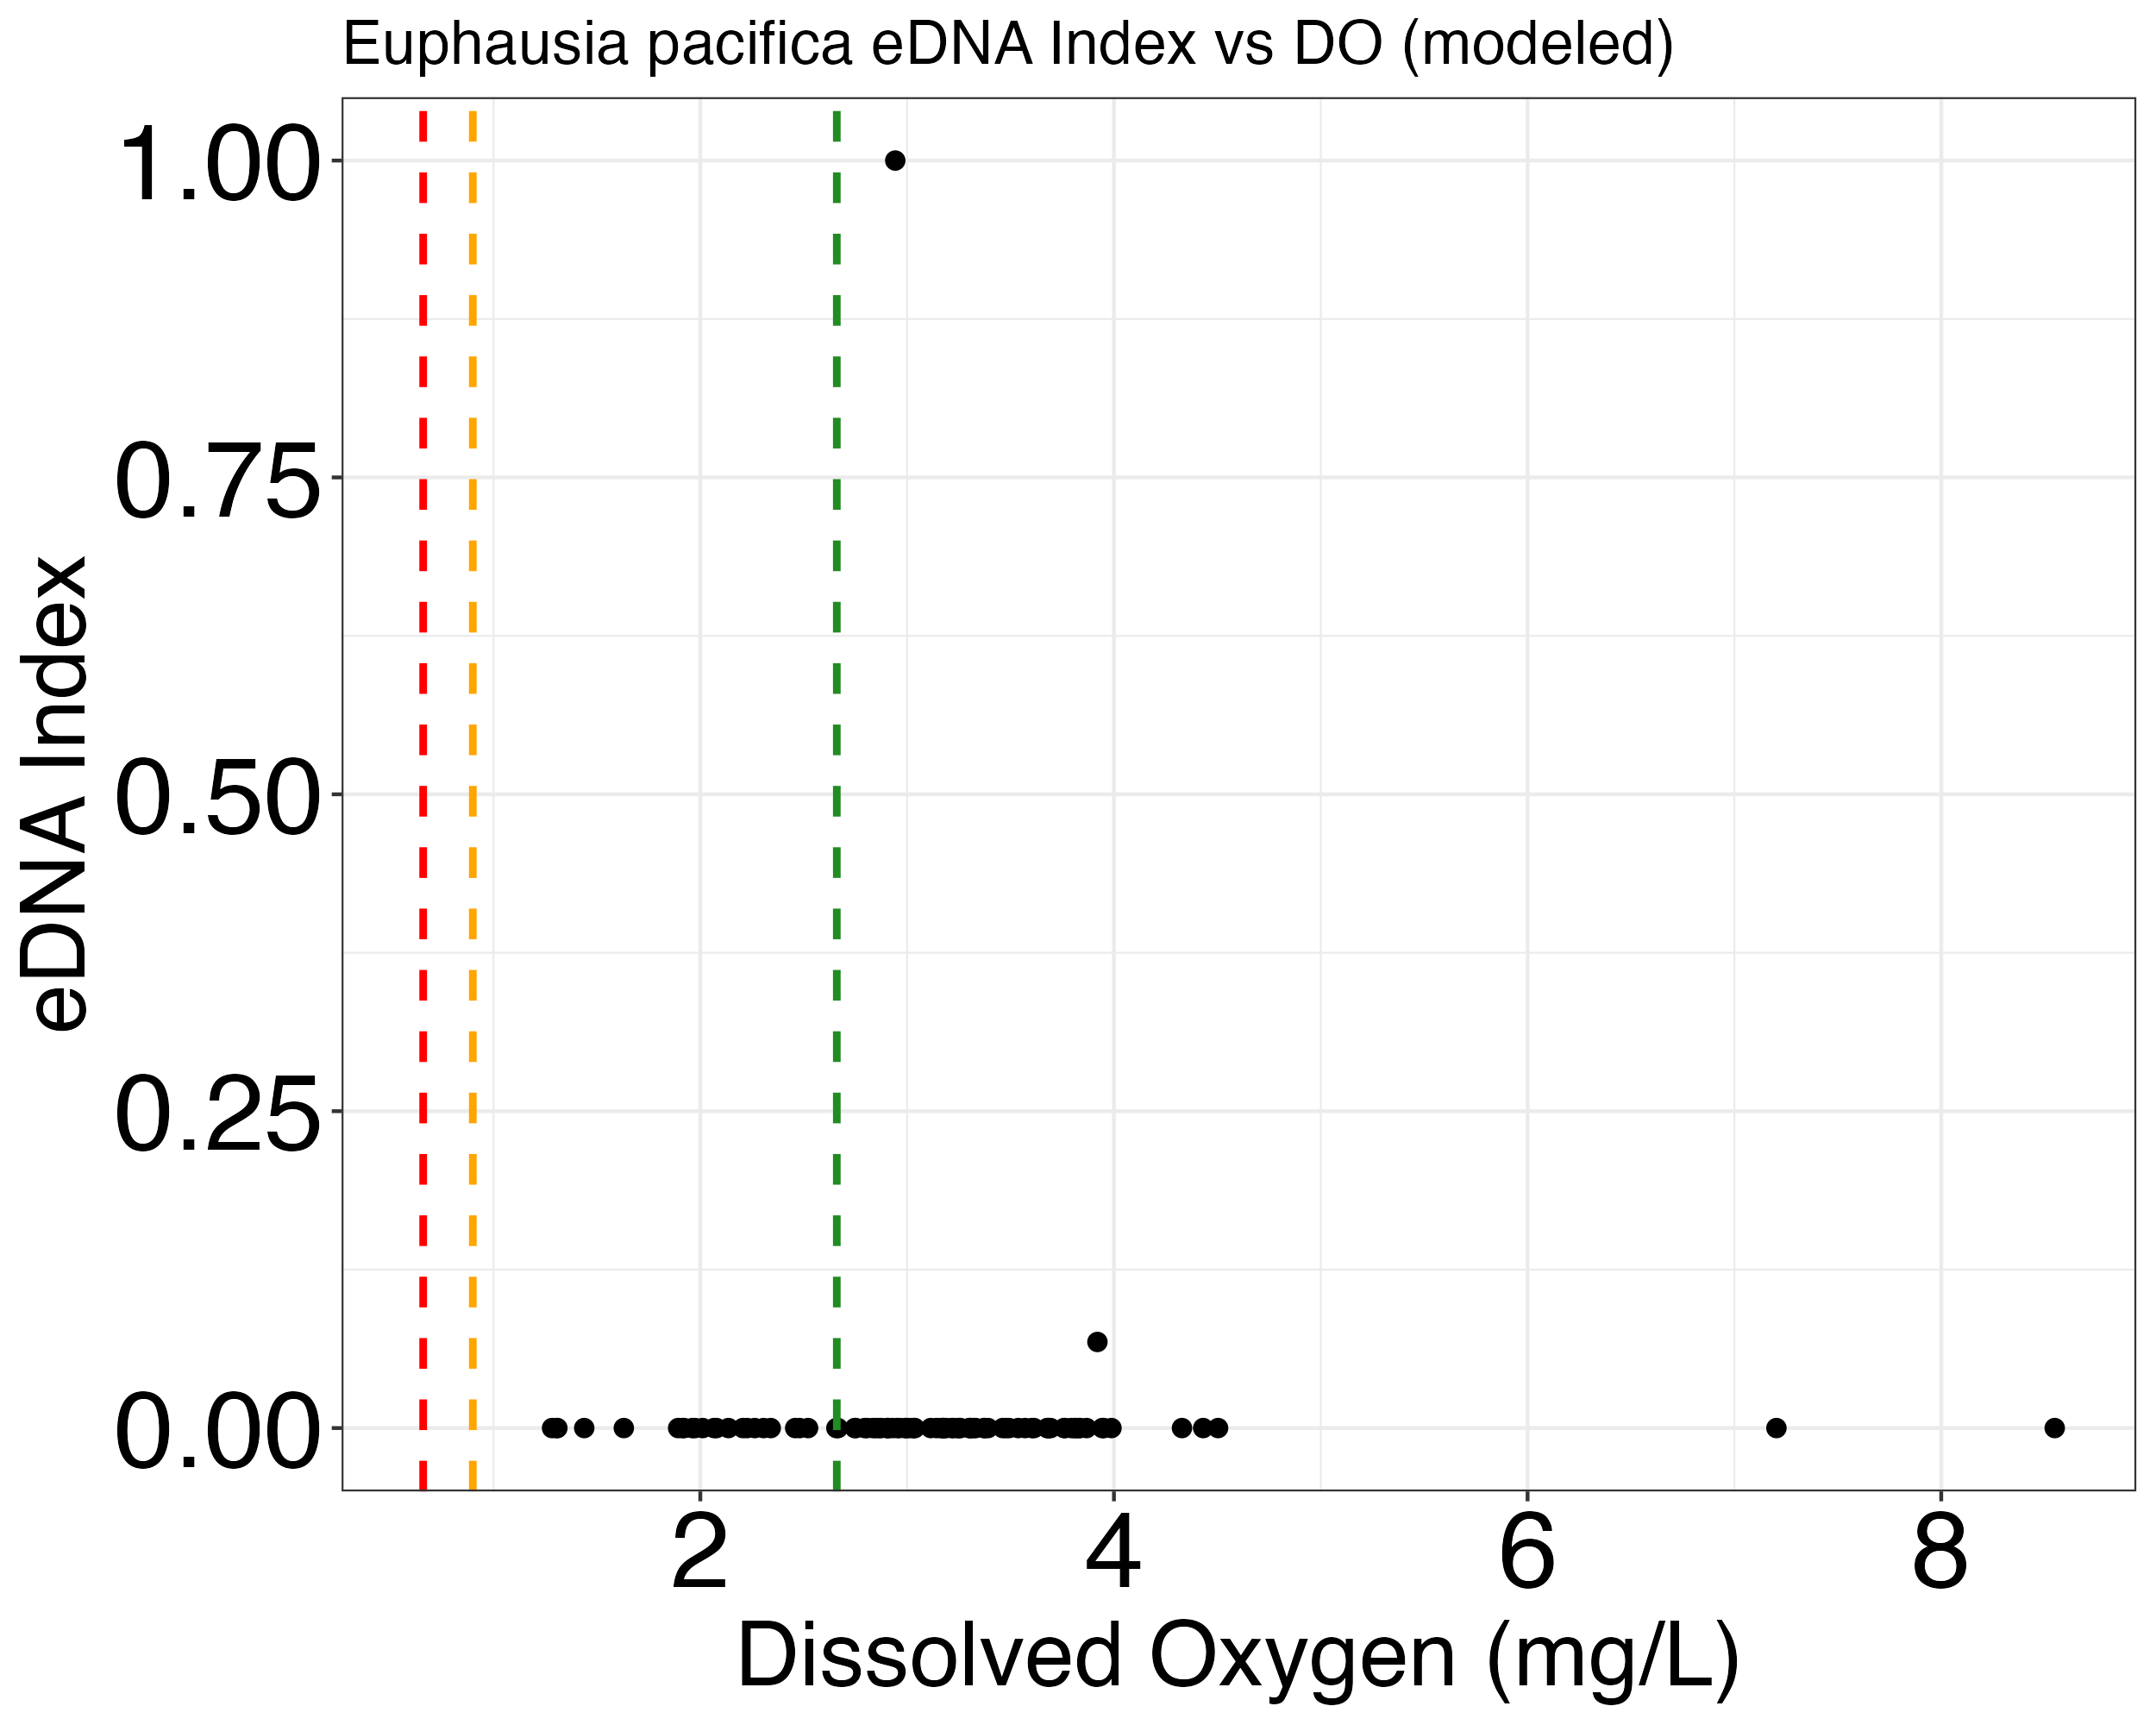 Euphausia pacifica eDNA Index vs DO (modeled)
1.00
0.75
0.50
0.25
0.00
eDNA Index
2 4 6 8
Dissolved Oxygen (mg/L)